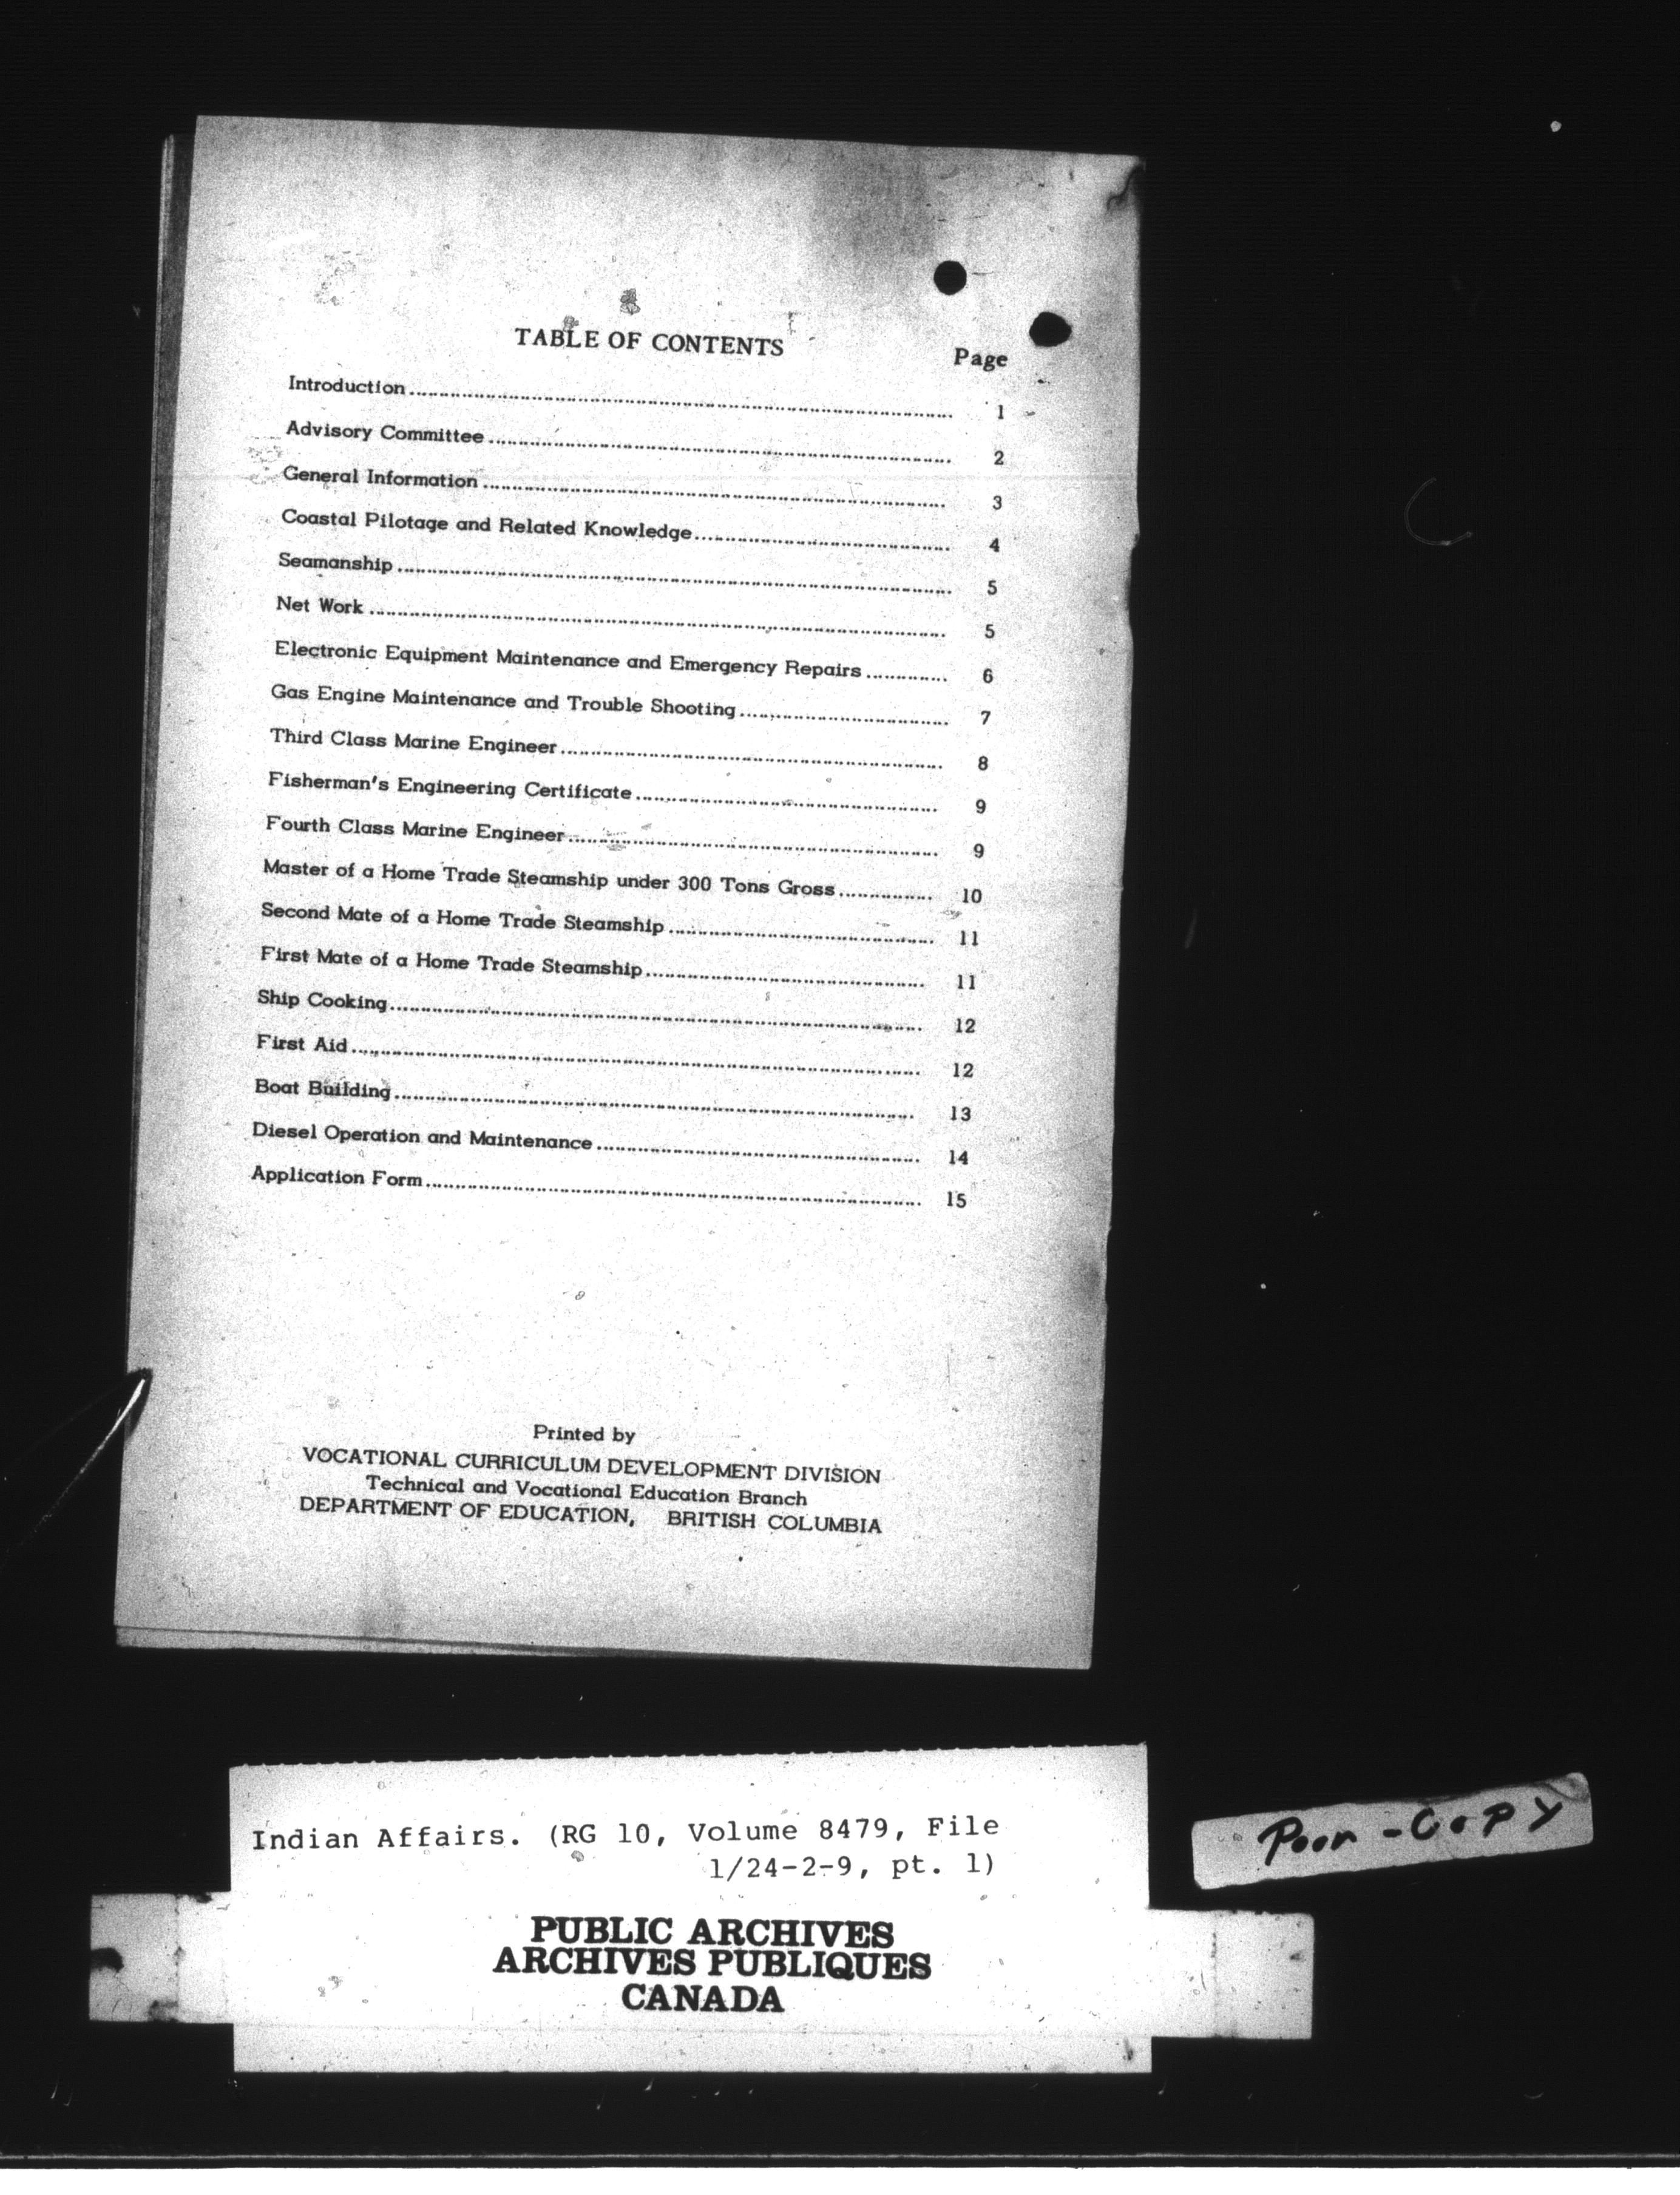 TABLE OF CONTENTS
Page
Introduction 1
Advisory Committee 2
General Information 3
Coastal Pilotage and Related Knowledge 4
Seamanship 5
Net Work 5
Electronic Equipment Maintenance and Emergency Repairs 6
Gas Engine Maintenance and Trouble Shooting 7
Third Class Marine Engineer 8
Fisherman's Engineering Certificate 9
Fourth Class Marine Engineer 9
Master of a Home Trade Steamship under 300 Tons Gross 10
Second Mate of a Home Trade Steamship 11
First Mate of a Home Trade Steamship 11
Ship Cooking 12
First Aid 12
Boat Building 13
Diesel Operation and Maintenance 14
Application Form 15
Printed by
VOCATIONAL CURRICULUM DEVELOPMENT DIVISION
Technical and Vocational Education Branch
DEPARTMENT OF EDUCATION, BRITISH COLUMBIA
Indian Affairs. (RG 10, Volume 8479, File
1/24-2-9, pt. 1)
Poor-Copy
PUBLIC ARCHIVES
ARCHIVES PUBLIQUES
CANADA